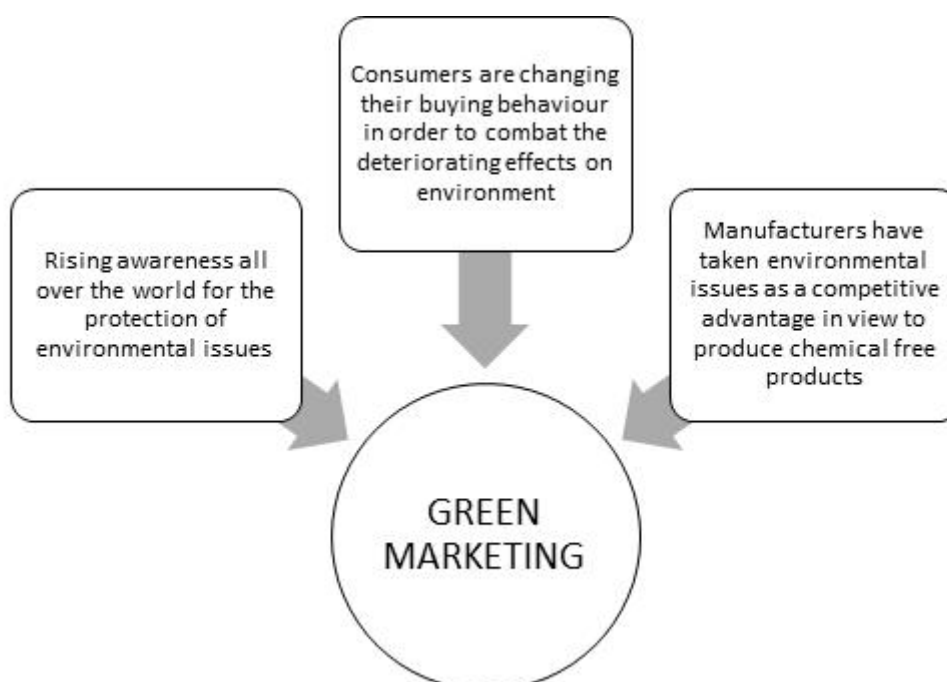 Consumers are changing
their buying behaviour
in order to combat the
deteriorating effects on
environment
Rising awareness all
over the world for the
protection of
environmental issues
Manufacturers have
taken environmental
issues as a competitive
advantage in view to
produce chemical free
products
GREEN
MARKETING